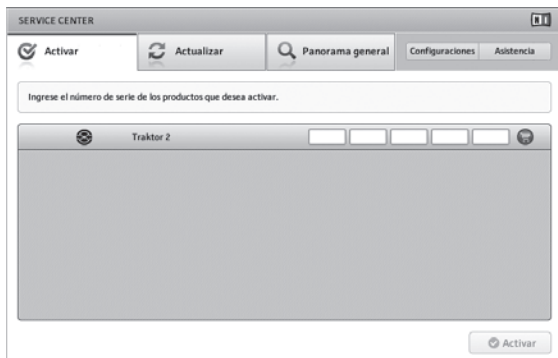 SERVICE CENTER
Activar Actualizar Panorama general Configuraciones Asistencia
Ingrese el número de serie de los productos que desea activar.
Traktor 2
Activar